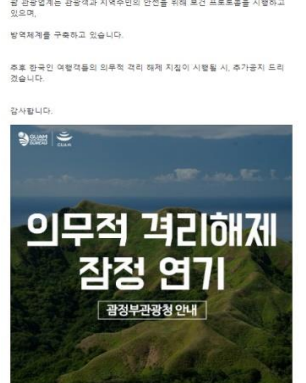 괌 관광업계는 관광객과 지역주민의 안전을 위해 보건 프로토콜을 시행하고
있으며,
방역체계를 구축하고 있습니다.
추후 한국인 여행객들의 의무적 격리 해제 지침이 시행될 시, 추가공지 드리
겠습니다.
감사합니다.
GUAM
VISITORS
BUREAU
GUAM
의무적 격리해제
잠정 연기
괌정부관광청 안내